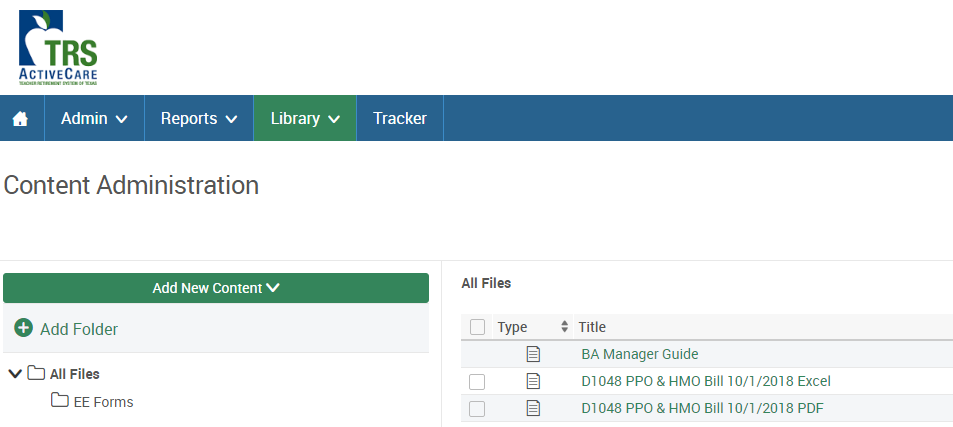 TRS
ACTIVECARE
TEACHER RETIREMENT SYSTEM OF TEXAS
Admin
Reports
Library
Tracker
Content Administration
Add New Content
Add Folder
All Files
EE Forms
All Files
Type
Title
BA Manager Guide
D1048 PPO & HMO Bill 10/1/2018 Excel
D1048 PPO & HMO Bill 10/1/2018 PDF